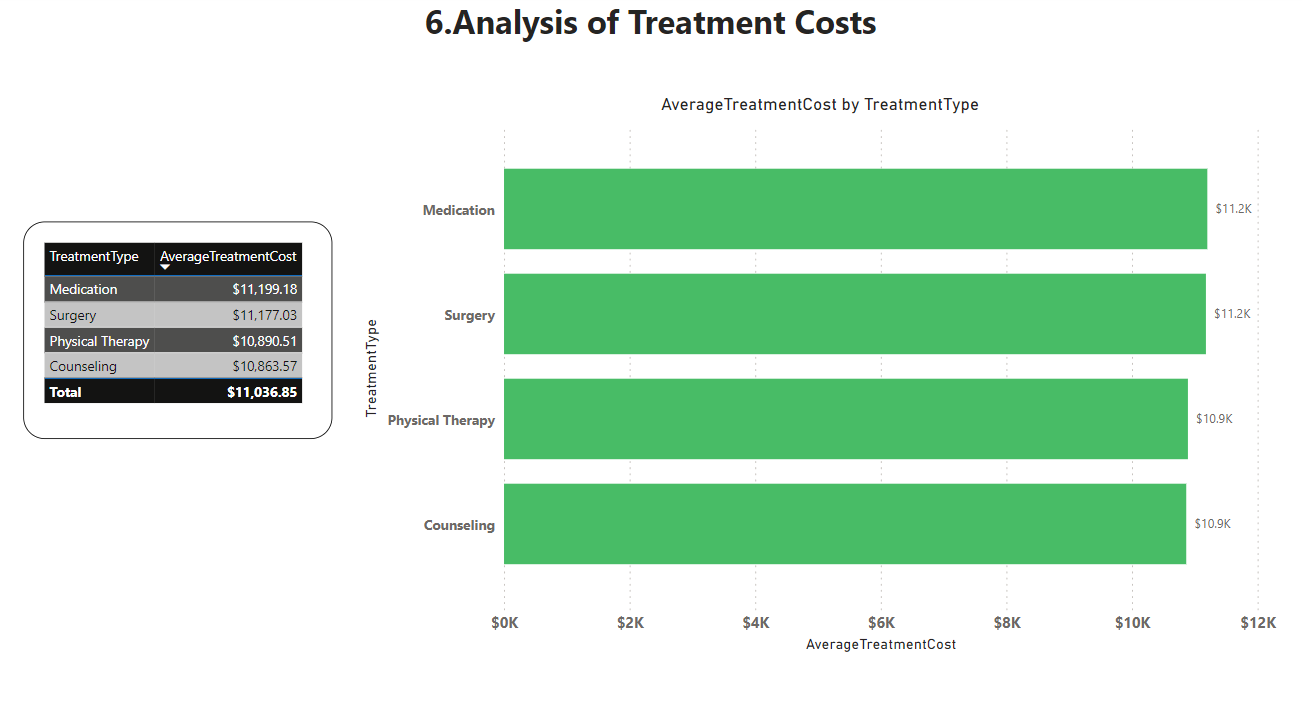 6.Analysis of Treatment Costs
TreatmentType AverageTreatmentCost
Medication $11,199.18
Surgery $11,177.03
Physical Therapy $10,890.51
Counseling $10,863.57
Total $11,036.85
AverageTreatmentCost by TreatmentType
TreatmentType
Medication $11.2K
Surgery $11.2K
Physical Therapy $10.9K
Counseling $10.9K
$0K $2K $4K $6K $8K $10K $12K
AverageTreatmentCost